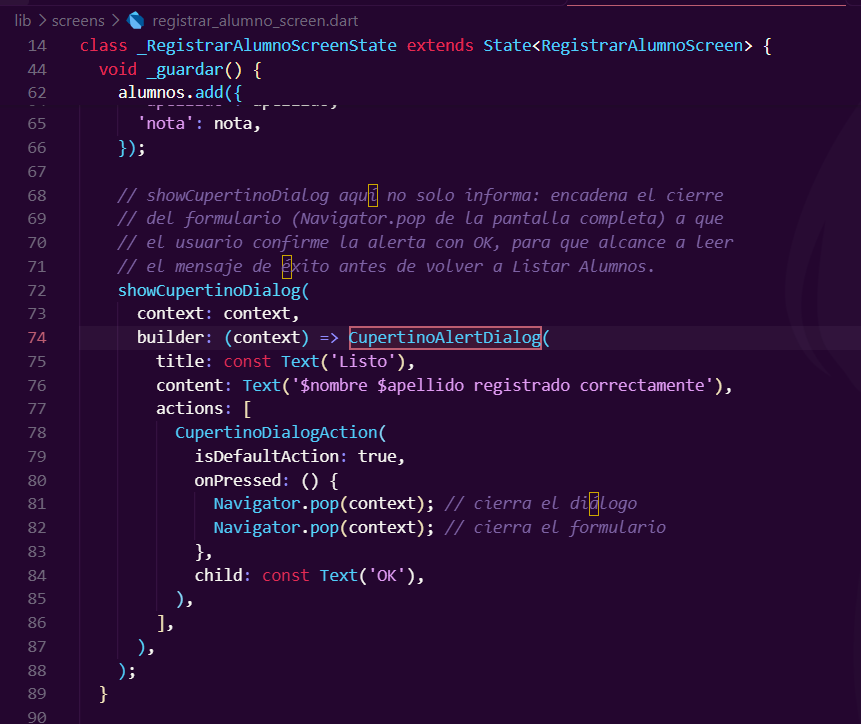 lib > screens > registrar_alumno_screen.dart
14 class _RegistrarAlumnoScreenState extends State<RegistrarAlumnoScreen> {
44 void _guardar() {
62 alumnos.add({
65 'nota': nota,
66 });
67
68 // showCupertinoDialog aquí no solo informa: encadena el cierre
69 // del formulario (Navigator.pop de la pantalla completa) a que
70 // el usuario confirme la alerta con OK, para que alcance a leer
71 // el mensaje de éxito antes de volver a Listar Alumnos.
72 showCupertinoDialog(
73 context: context,
74 builder: (context) => CupertinoAlertDialog(
75 title: const Text('Listo'),
76 content: Text('$nombre $apellido registrado correctamente'),
77 actions: [
78 CupertinoDialogAction(
79 isDefaultAction: true,
80 onPressed: () {
81 Navigator.pop(context); // cierra el diálogo
82 Navigator.pop(context); // cierra el formulario
83 },
84 child: const Text('OK'),
85 ),
86 ],
87 ),
88 );
89 }
90